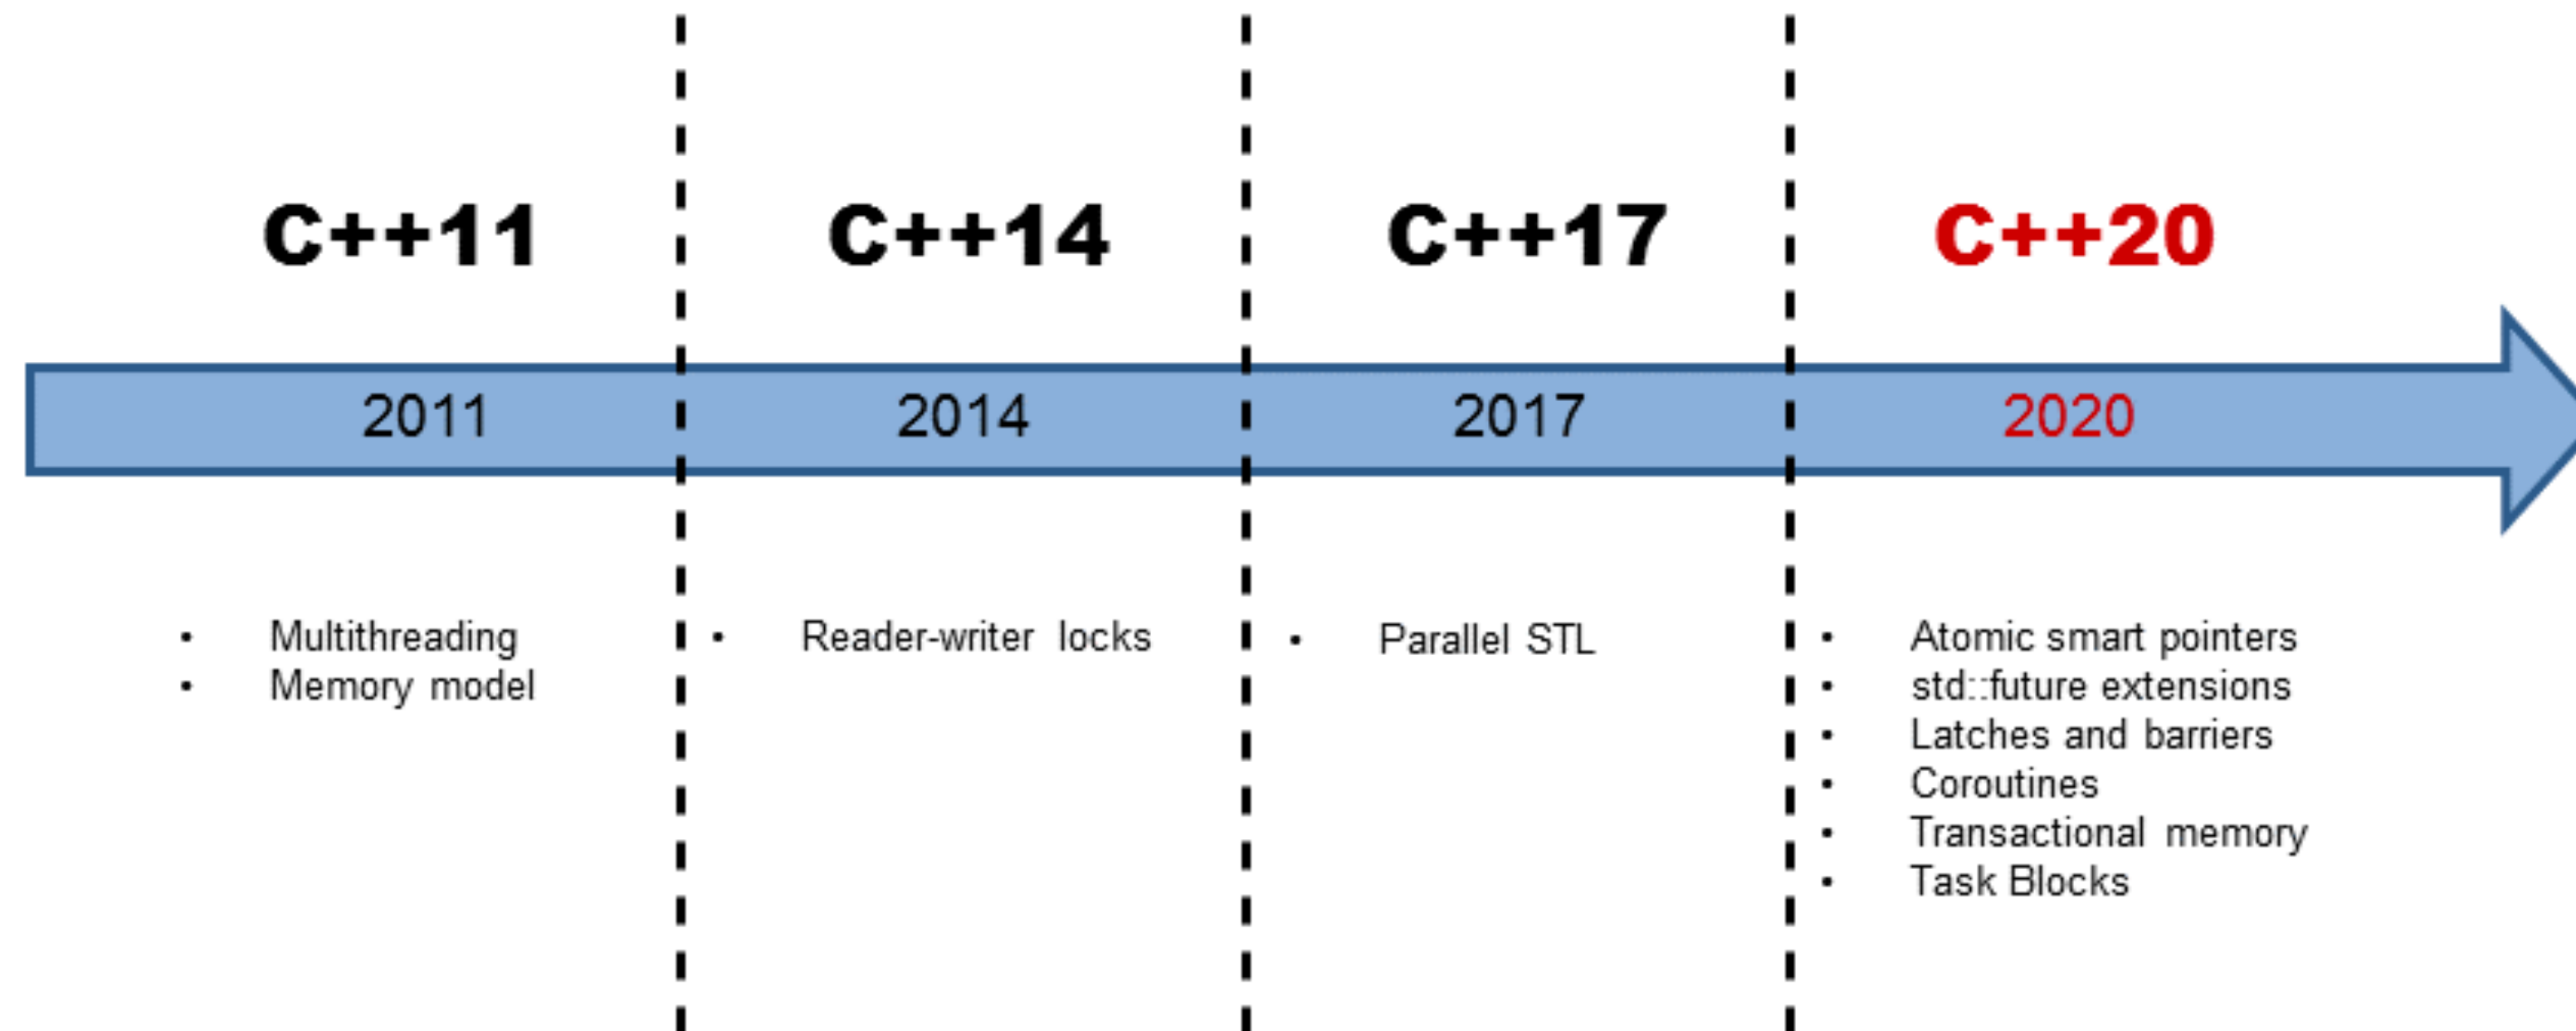 C++11
C++14
C++17
C++20
2011
2014
2017
2020
• Multithreading
• Memory model
• Reader-writer locks
• Parallel STL
• Atomic smart pointers
• std::future extensions
• Latches and barriers
• Coroutines
• Transactional memory
• Task Blocks